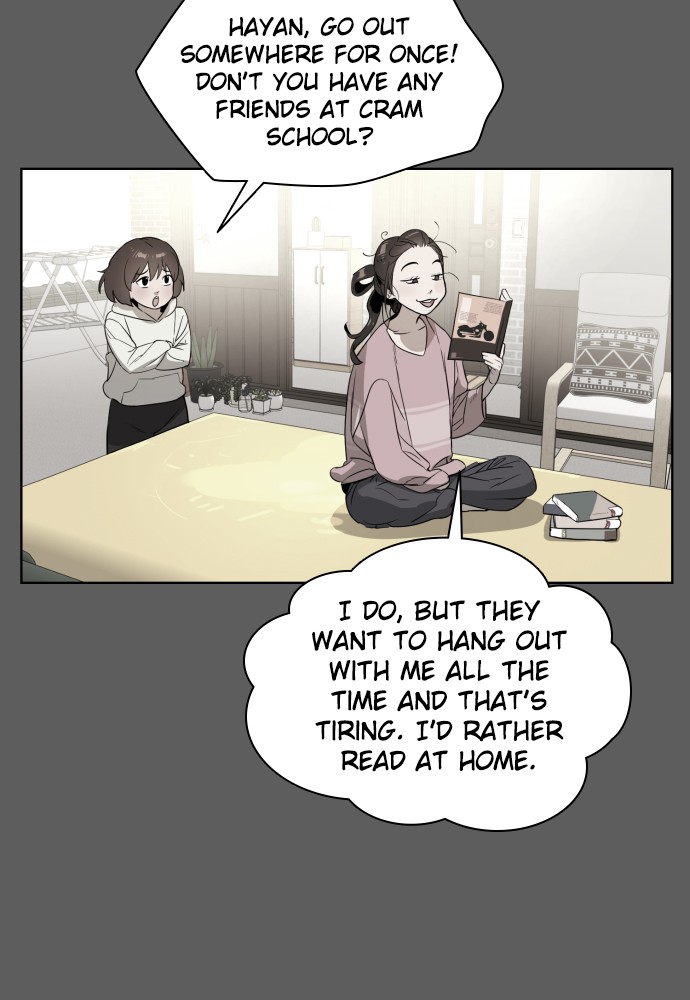 HAYAN, GO OUT
SOMEWHERE FOR ONCE!
DON'T YOU HAVE ANY
FRIENDS AT CRAM
SCHOOL?
I DO, BUT THEY
WANT TO HANG OUT
WITH ME ALL THE
TIME AND THAT'S
TIRING. I'D RATHER
READ AT HOME.